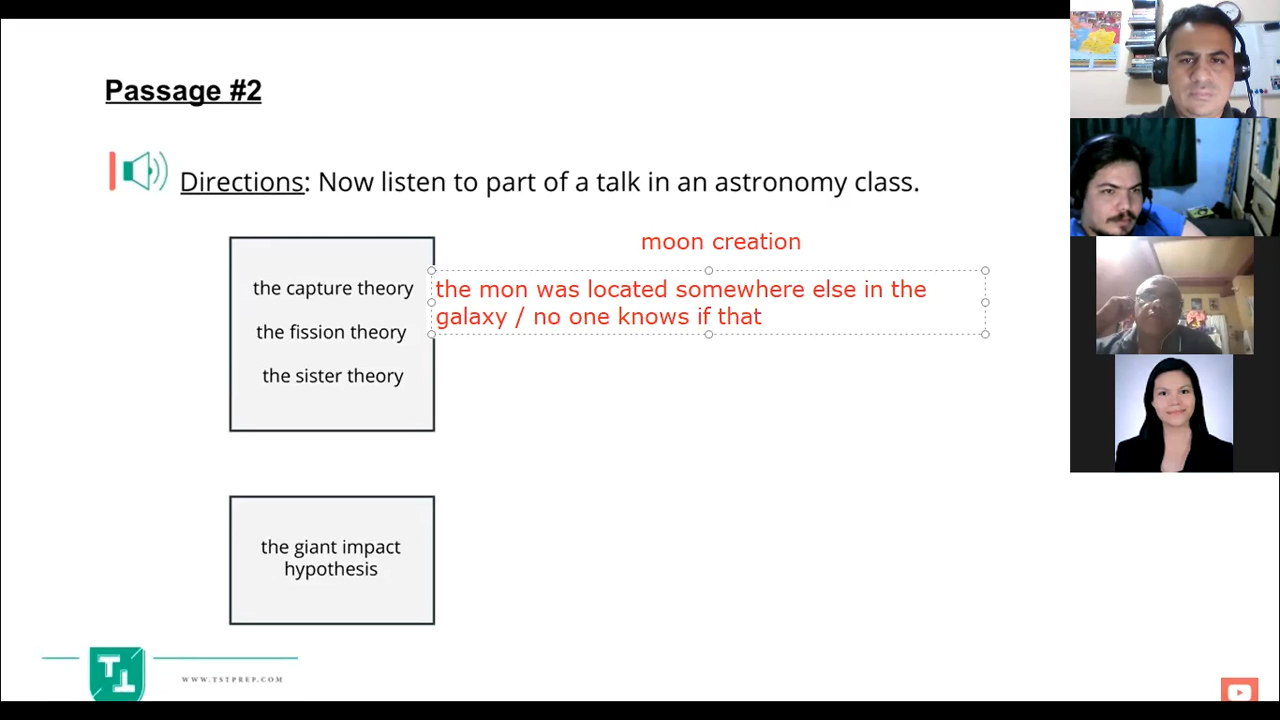 Passage #2
Directions: Now listen to part of a talk in an astronomy class.
moon creation
the capture theory
the mon was located somewhere else in the
galaxy / no one knows if that
the fission theory
the sister theory
the giant impact
hypothesis
WWW.TSTPREP.COM